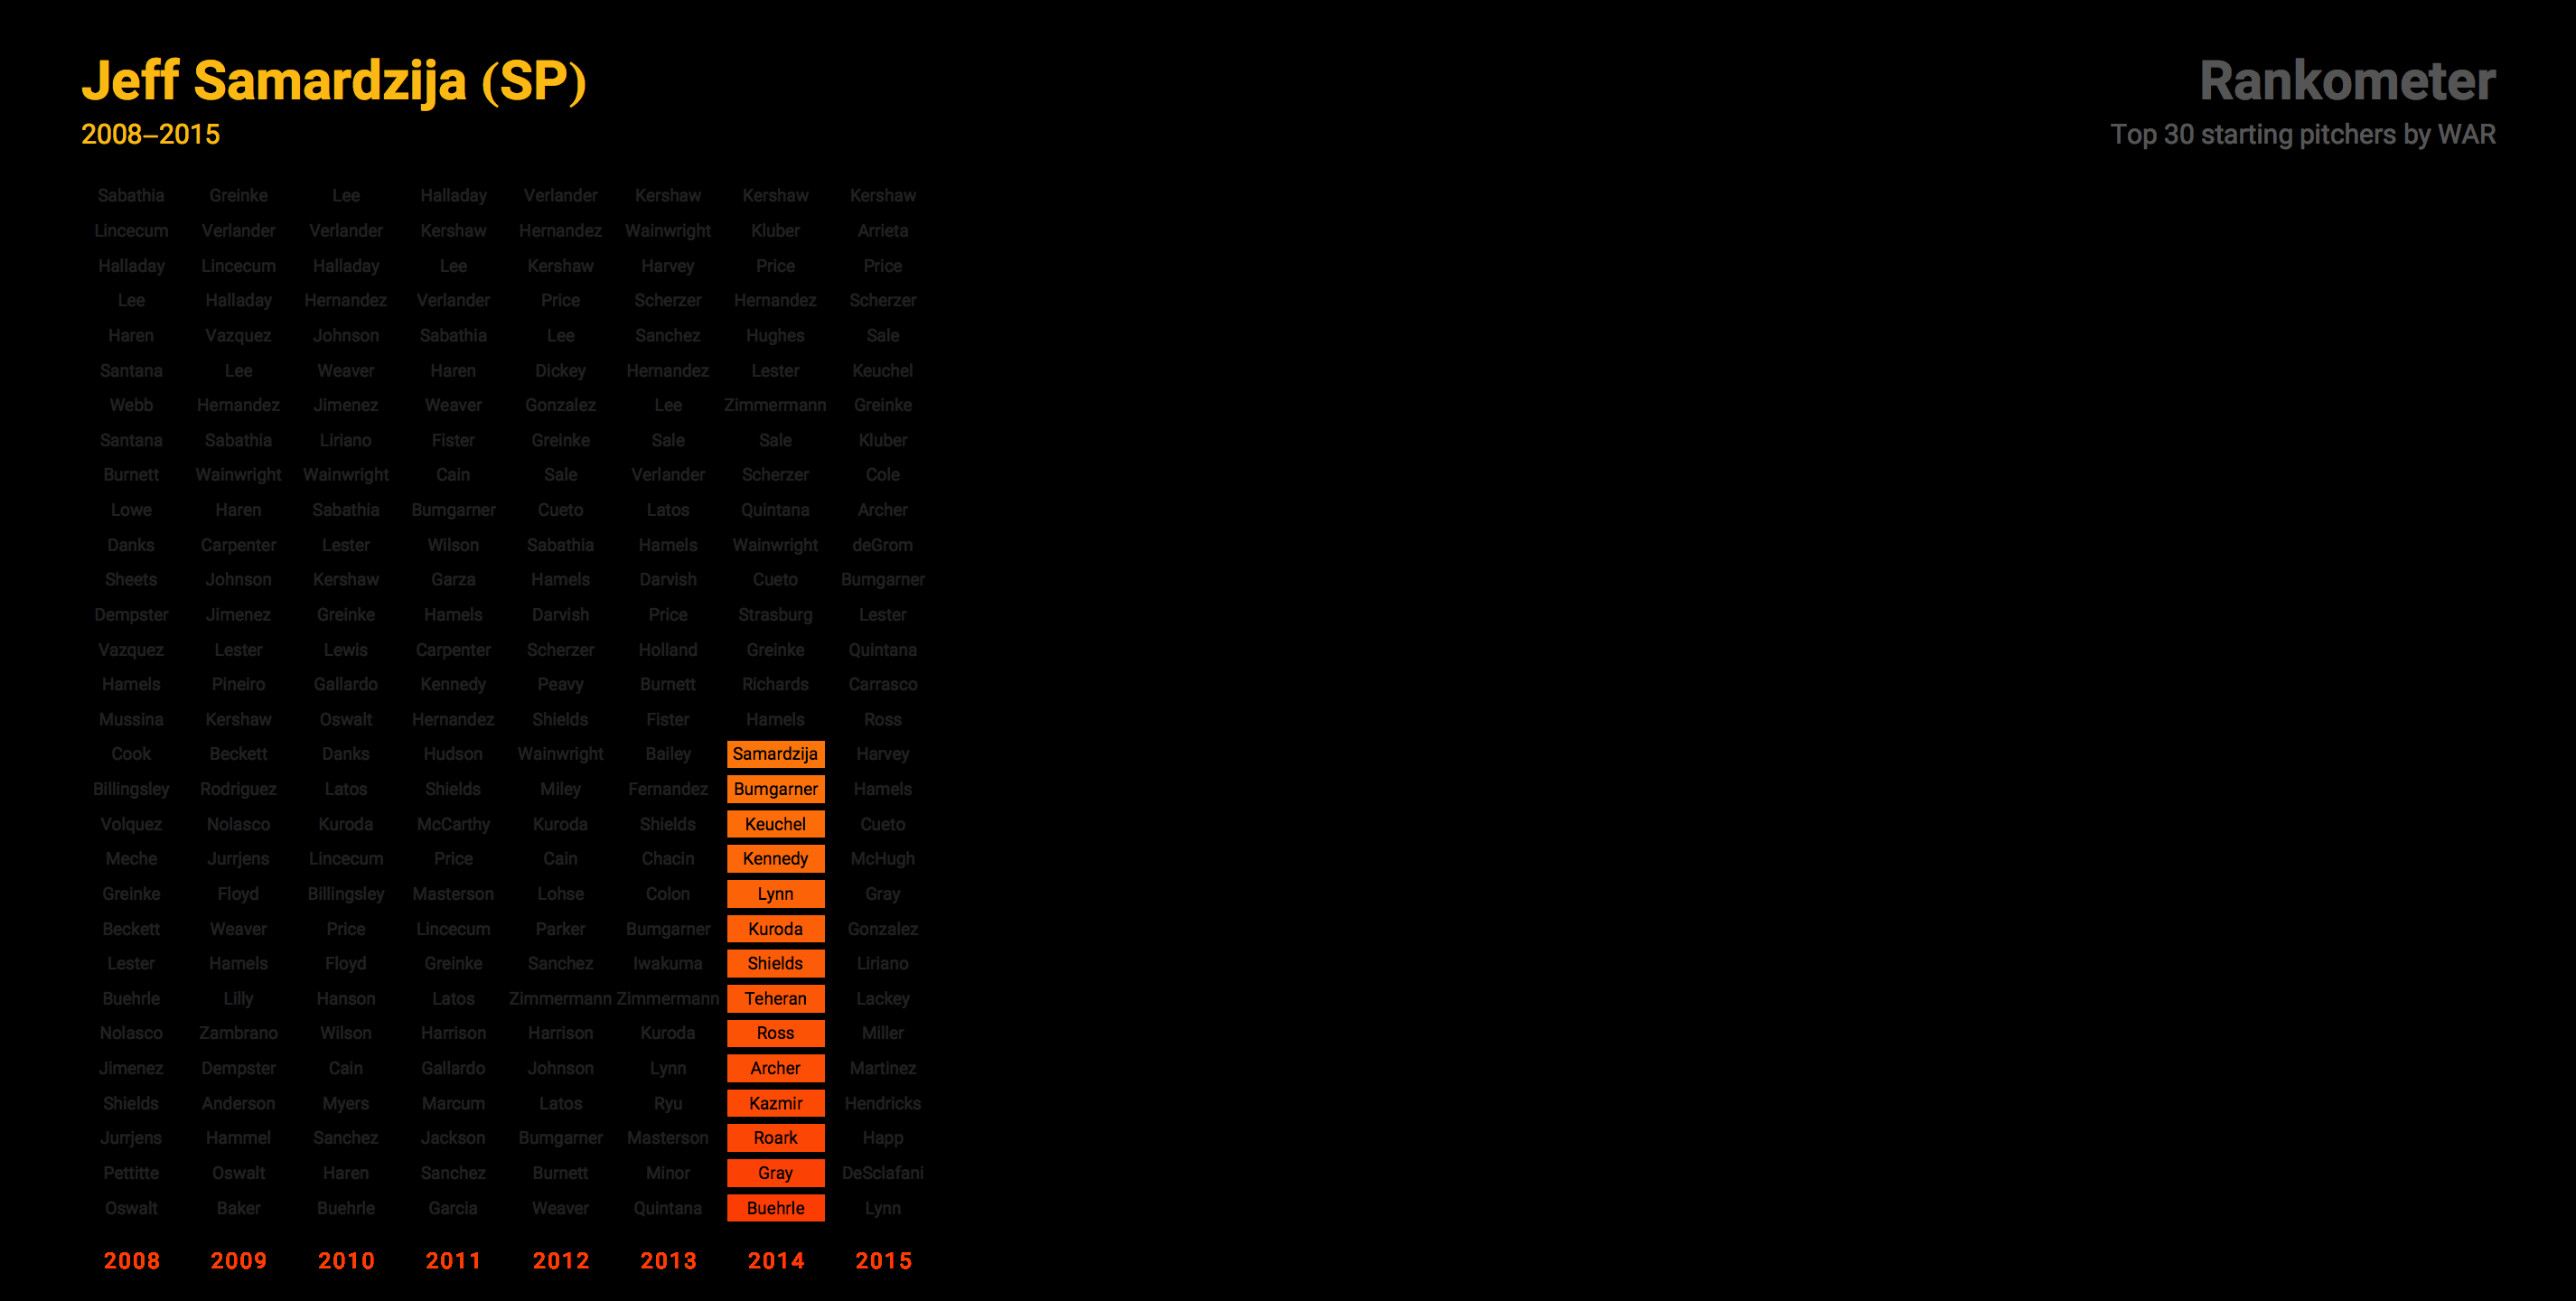 Jeff Samardzija (SP)
2008–2015
Rankometer
Top 30 starting pitchers by WAR
Sabathia Greinke Lee Halladay Verlander Kershaw Kershaw Kershaw
Lincecum Verlander Verlander Kershaw Hernandez Wainwright Kluber Arrieta
Halladay Lincecum Halladay Lee Kershaw Harvey Price Price
Lee Halladay Hernandez Verlander Price Scherzer Hernandez Scherzer
Haren Vazquez Johnson Sabathia Lee Sanchez Hughes Sale
Santana Lee Weaver Haren Dickey Hernandez Lester Keuchel
Webb Hernandez Jimenez Weaver Gonzalez Lee Zimmermann Greinke
Santana Sabathia Liriano Fister Greinke Sale Sale Kluber
Burnett Wainwright Wainwright Cain Sale Verlander Scherzer Cole
Lowe Haren Sabathia Bumgarner Cueto Latos Quintana Archer
Danks Carpenter Lester Wilson Sabathia Hamels Wainwright deGrom
Sheets Johnson Kershaw Garza Hamels Darvish Cueto Bumgarner
Dempster Jimenez Greinke Hamels Darvish Price Strasburg Lester
Vazquez Lester Lewis Carpenter Scherzer Holland Greinke Quintana
Hamels Pineiro Gallardo Kennedy Peavy Burnett Richards Carrasco
Mussina Kershaw Oswalt Hernandez Shields Fister Hamels Ross
Cook Beckett Danks Hudson Wainwright Bailey Samardzija Harvey
Billingsley Rodriguez Latos Shields Miley Fernandez Bumgarner Hamels
Volquez Nolasco Kuroda McCarthy Kuroda Shields Keuchel Cueto
Meche Jurrjens Lincecum Price Cain Chacin Kennedy McHugh
Greinke Floyd Billingsley Masterson Lohse Colon Lynn Gray
Beckett Weaver Price Lincecum Parker Bumgarner Kuroda Gonzalez
Lester Hamels Floyd Greinke Sanchez Iwakuma Shields Liriano
Buehrle Lilly Hanson Latos Zimmermann Zimmermann Teheran Lackey
Nolasco Zambrano Wilson Harrison Harrison Kuroda Ross Miller
Jimenez Dempster Cain Gallardo Johnson Lynn Archer Martinez
Shields Anderson Myers Marcum Latos Ryu Kazmir Hendricks
Jurrjens Hammel Sanchez Jackson Bumgarner Masterson Roark Happ
Pettitte Oswalt Haren Sanchez Burnett Minor Gray DeSclafani
Oswalt Baker Buehrle Garcia Weaver Quintana Buehrle Lynn
2008 2009 2010 2011 2012 2013 2014 2015